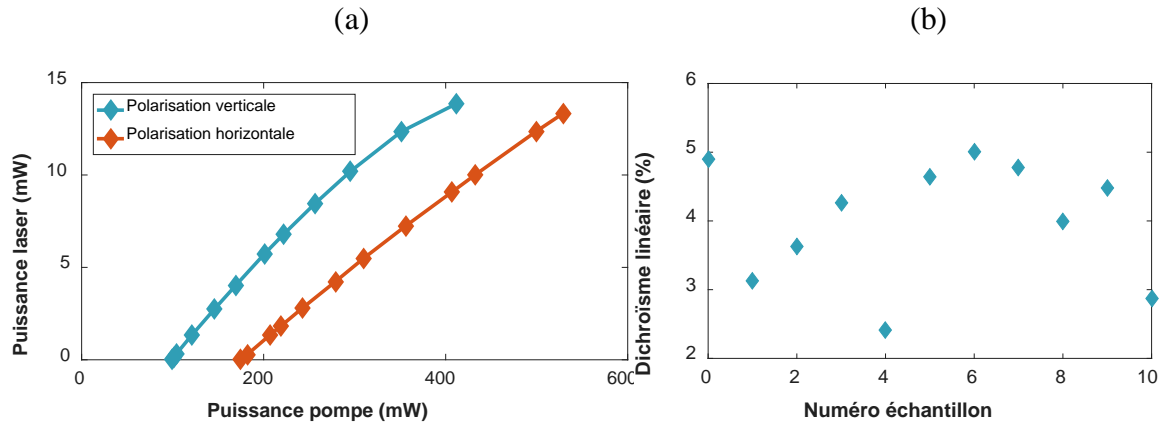 (a)
(b)
15
10
5
0
Puissance laser (mW)
Polarisation verticale
Polarisation horizontale
0 200 400 600
Puissance pompe (mW)
6
5
4
3
2
Dichroïsme linéaire (%)
0 2 4 6 8 10
Numéro échantillon